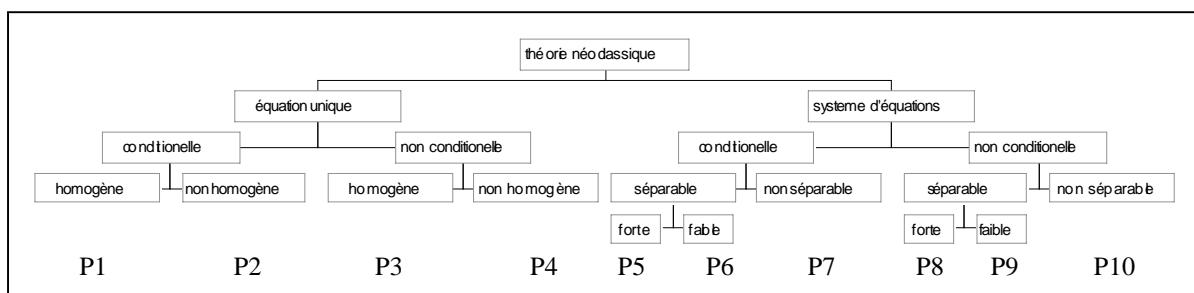 théorie néodassique
équation unique
systeme d'équations
conditionelle
non conditionelle
conditionelle
non conditionelle
homogène
non homogène
homogène
non homogène
séparable
non séparable
séparable
non séparable
forte
faible
forte
faible
P1 P2 P3 P4 P5 P6 P7 P8 P9 P10